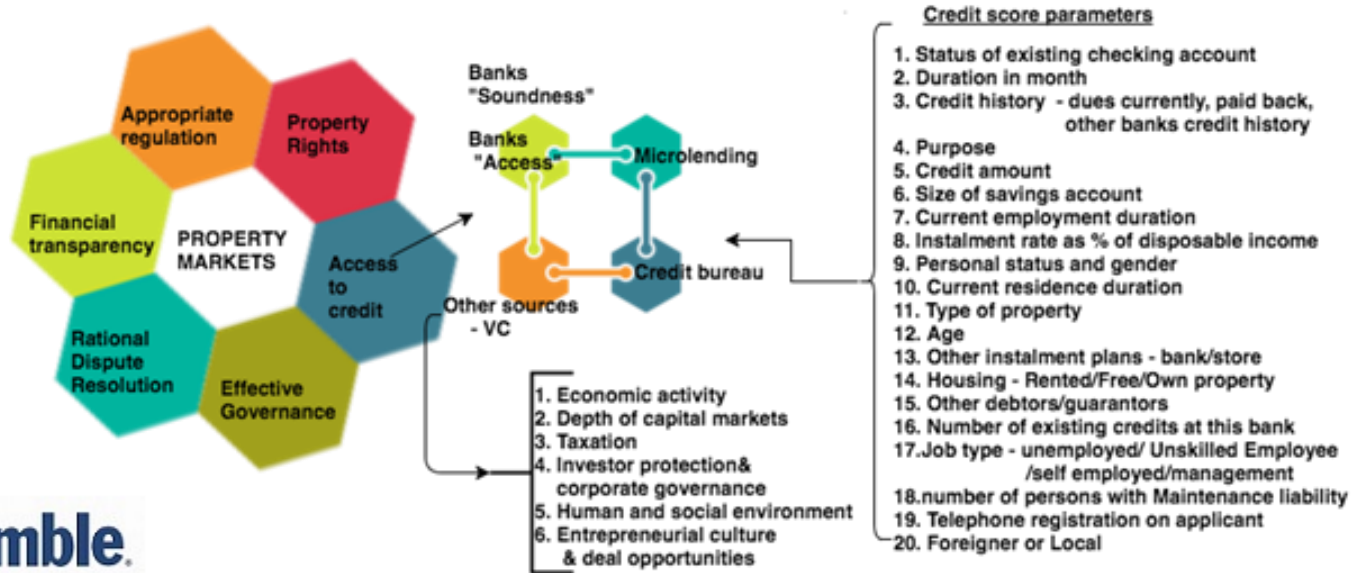 Appropriate
regulation
Property
Rights
Financial
transparency
PROPERTY
MARKETS
Access
to
credit
Rational
Dispute
Resolution
Effective
Governance
Banks
"Soundness"
Banks
"Access"
Microlending
Credit bureau
Other sources
- VC
1. Economic activity
2. Depth of capital markets
3. Taxation
4. Investor protection&
corporate governance
5. Human and social environment
6. Entrepreneurial culture
& deal opportunities
Credit score parameters
1. Status of existing checking account
2. Duration in month
3. Credit history - dues currently, paid back,
other banks credit history
4. Purpose
5. Credit amount
6. Size of savings account
7. Current employment duration
8. Instalment rate as % of disposable income
9. Personal status and gender
10. Current residence duration
11. Type of property
12. Age
13. Other instalment plans - bank/store
14. Housing - Rented/Free/Own property
15. Other debtors/guarantors
16. Number of existing credits at this bank
17.Job type - unemployed/ Unskilled Employee
/self employed/management
18.number of persons with Maintenance liability
19. Telephone registration on applicant
20. Foreigner or Local
mble.